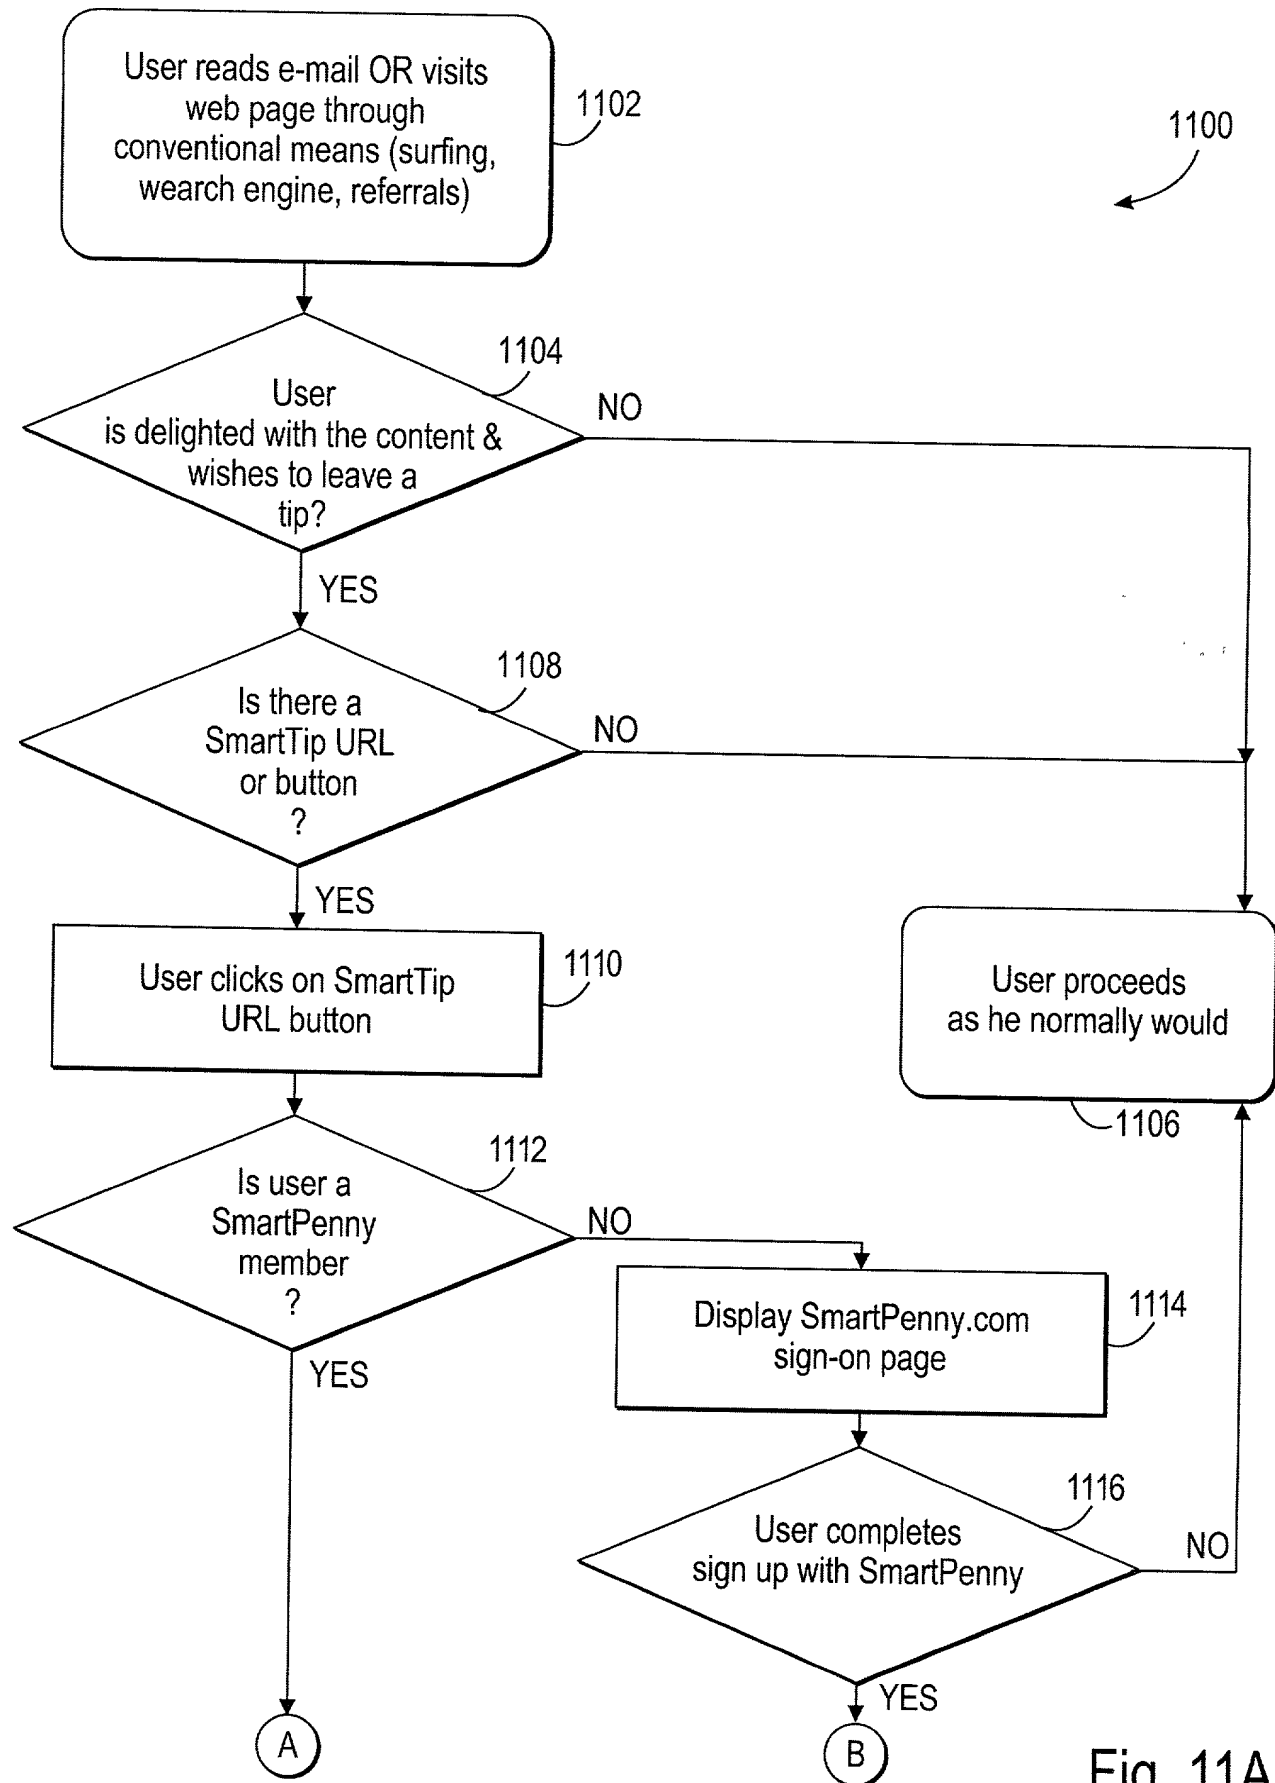 User reads e-mail OR visits
web page through
conventional means (surfing,
wearch engine, referrals)
1102
1100
1104
User
is delighted with the content &
wishes to leave a
tip?
NO
YES
1108
Is there a
SmartTip URL
or button
?
NO
YES
User clicks on SmartTip
URL button
1110
User proceeds
as he normally would
1106
1112
Is user a
SmartPenny
member
?
NO
YES
Display SmartPenny.com
sign-on page
1114
1116
User completes
sign up with SmartPenny
NO
YES
A
B
Fig. 11A